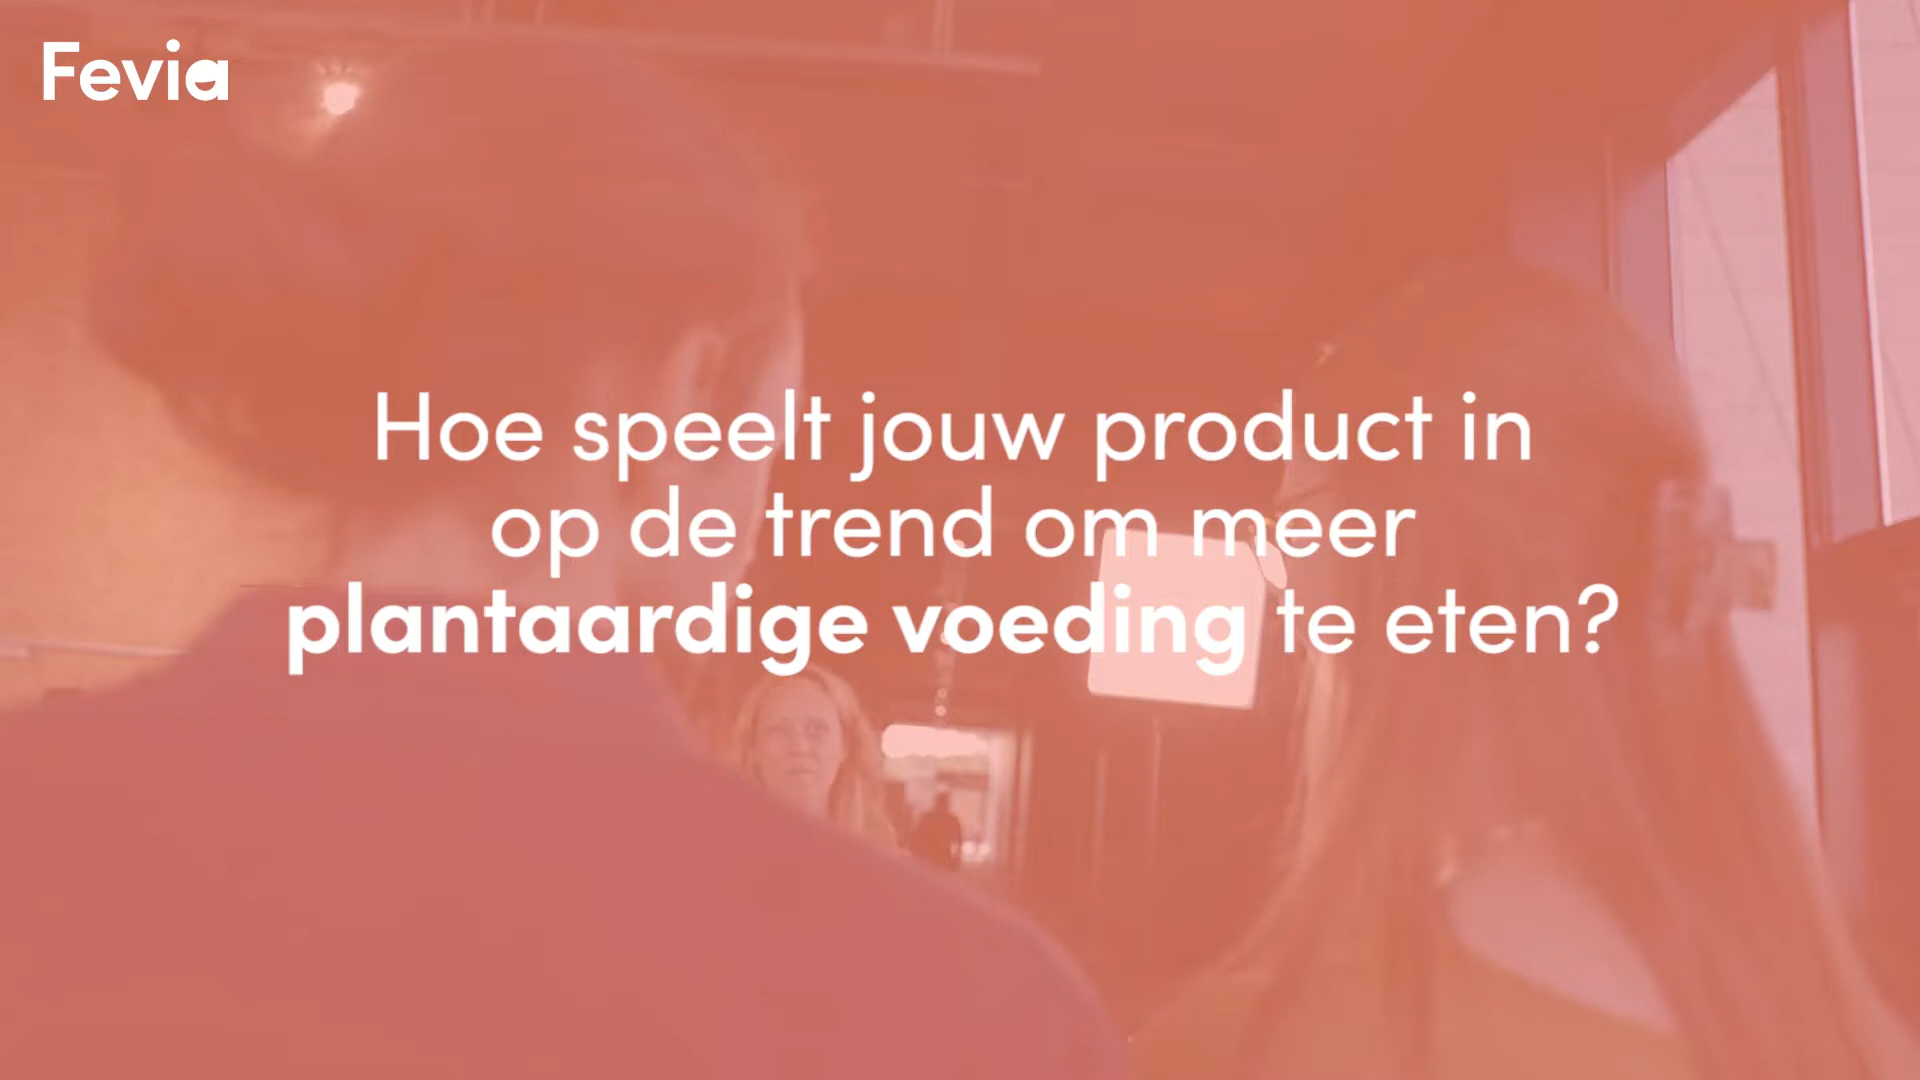 Fevia
Hoe speelt jouw product in
op de trend om meer
plantaardige voeding te eten?